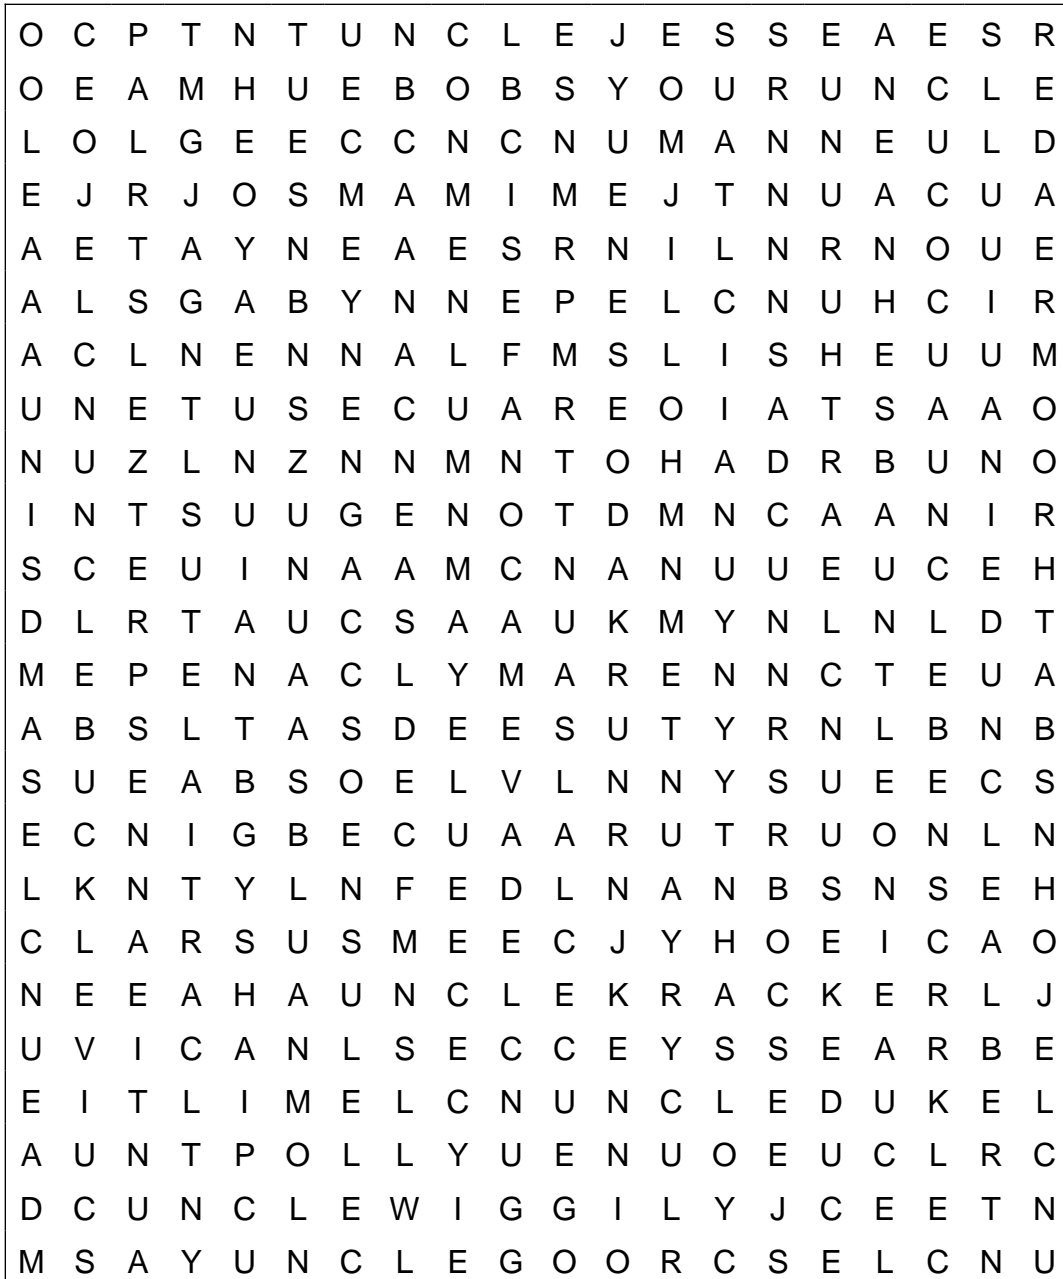 O C P T N T U N C L E J E S S E A E S R
O E A M H U E B O B S Y O U R U N C L E
L O L G E E C C N C N U M A N N E U L D
E J R J O S M A M I M E J T N U A C U A
A E T A Y N E A E S R N I L N R N O U E
A L S G A B Y N N E P E L C N U H C I R
A C L N E N N A L F M S L I S H E U U M
U N E T U S E C U A R E O I A T S A A O
N U Z L N Z N N M N T O H A D R B U N O
I N T S U U G E N O T D M N C A A N I R
S C E U I N A A M C N A N U U E U C E H
D L R T A U C S A A U K M Y N L N L D T
M E P E N A C L Y M A R E N N C T E U A
A B S L T A S D E E S U T Y R N L B N B
S U E A B S O E L V L N N Y S U E E C S
E C N I G B E C U A A R U T R U O N L N
L K N T Y L N F E D L N A N B S N S E H
C L A R S U S M E E C J Y H O E I C A O
N E E A H A U N C L E K R A C K E R L J
U V I C A N L S E C C E Y S S E A R B E
E I T L I M E L C N U N C L E D U K E L
A U N T P O L L Y U E N U O E U C L R C
D C U N C L E W I G G I L Y J C E E T N
M S A Y U N C L E G O O R C S E L C N U